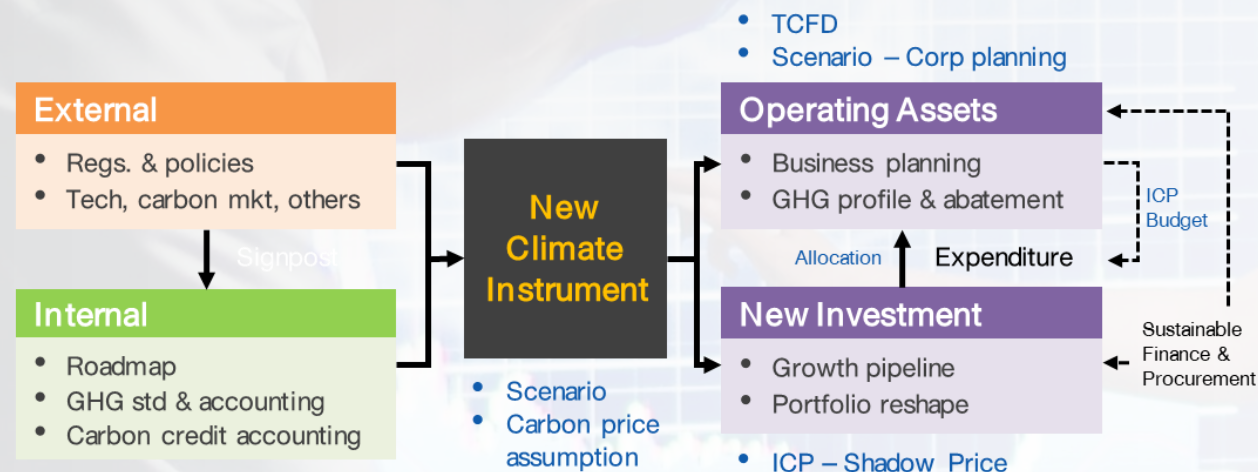 • TCFD
• Scenario – Corp planning
External
• Regs. & policies
• Tech, carbon mkt, others
Signpost
Internal
• Roadmap
• GHG std & accounting
• Carbon credit accounting
New
Climate
Instrument
• Scenario
• Carbon price
assumption
Operating Assets
• Business planning
• GHG profile & abatement
ICP
Budget
Allocation
Expenditure
New Investment
• Growth pipeline
• Portfolio reshape
Sustainable
Finance &
Procurement
• ICP – Shadow Price